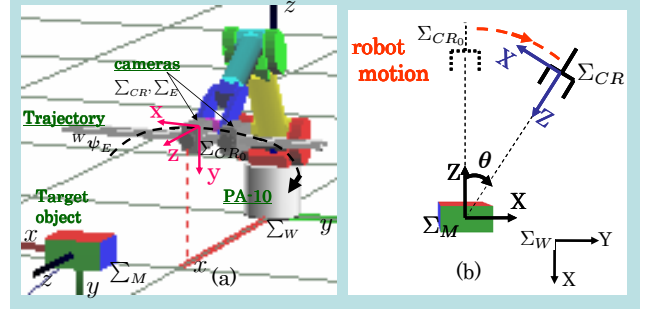 z
cameras
Σ_CR, Σ_E
Trajectory
^Wψ_E
x
z
y
Σ_CR₀
PA-10
Target
object
Σ_W
y
x
z
y
Σ_M
x
(a)
robot
motion
Σ_CR₀
X
Z
Σ_CR
θ
Z
X
Σ_M
Σ_W
Y
X
(b)